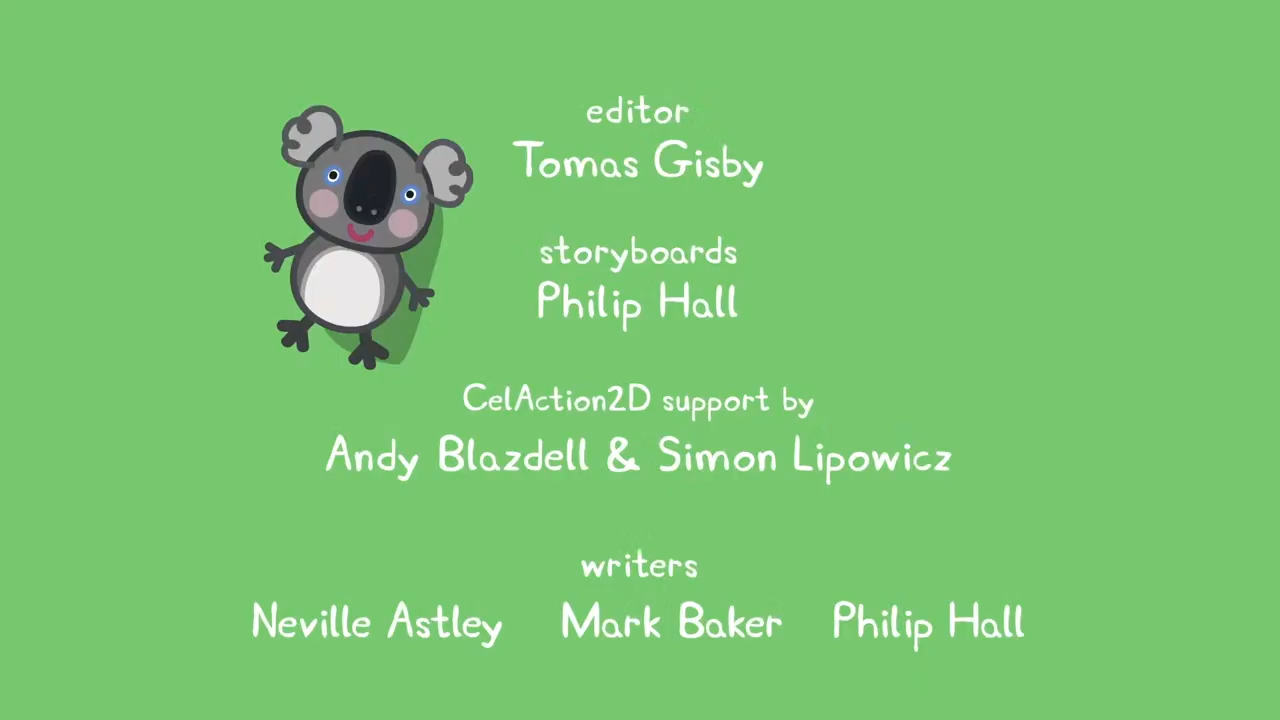 editor
Tomas Gisby
storyboards
Philip Hall
CelAction2D support by
Andy Blazdell & Simon Lipowicz
writers
Neville Astley Mark Baker Philip Hall